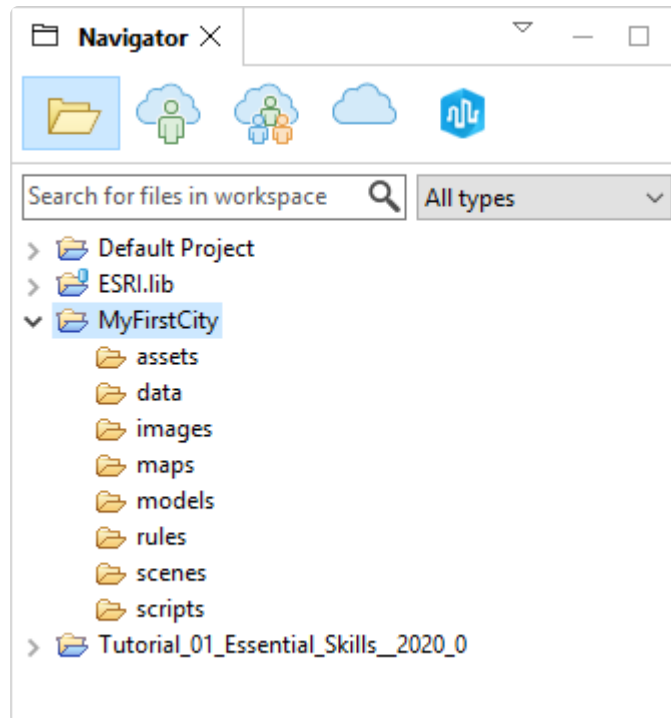 Navigator
Search for files in workspace All types
Default Project
ESRI.lib
MyFirstCity
assets
data
images
maps
models
rules
scenes
scripts
Tutorial_01_Essential_Skills__2020_0